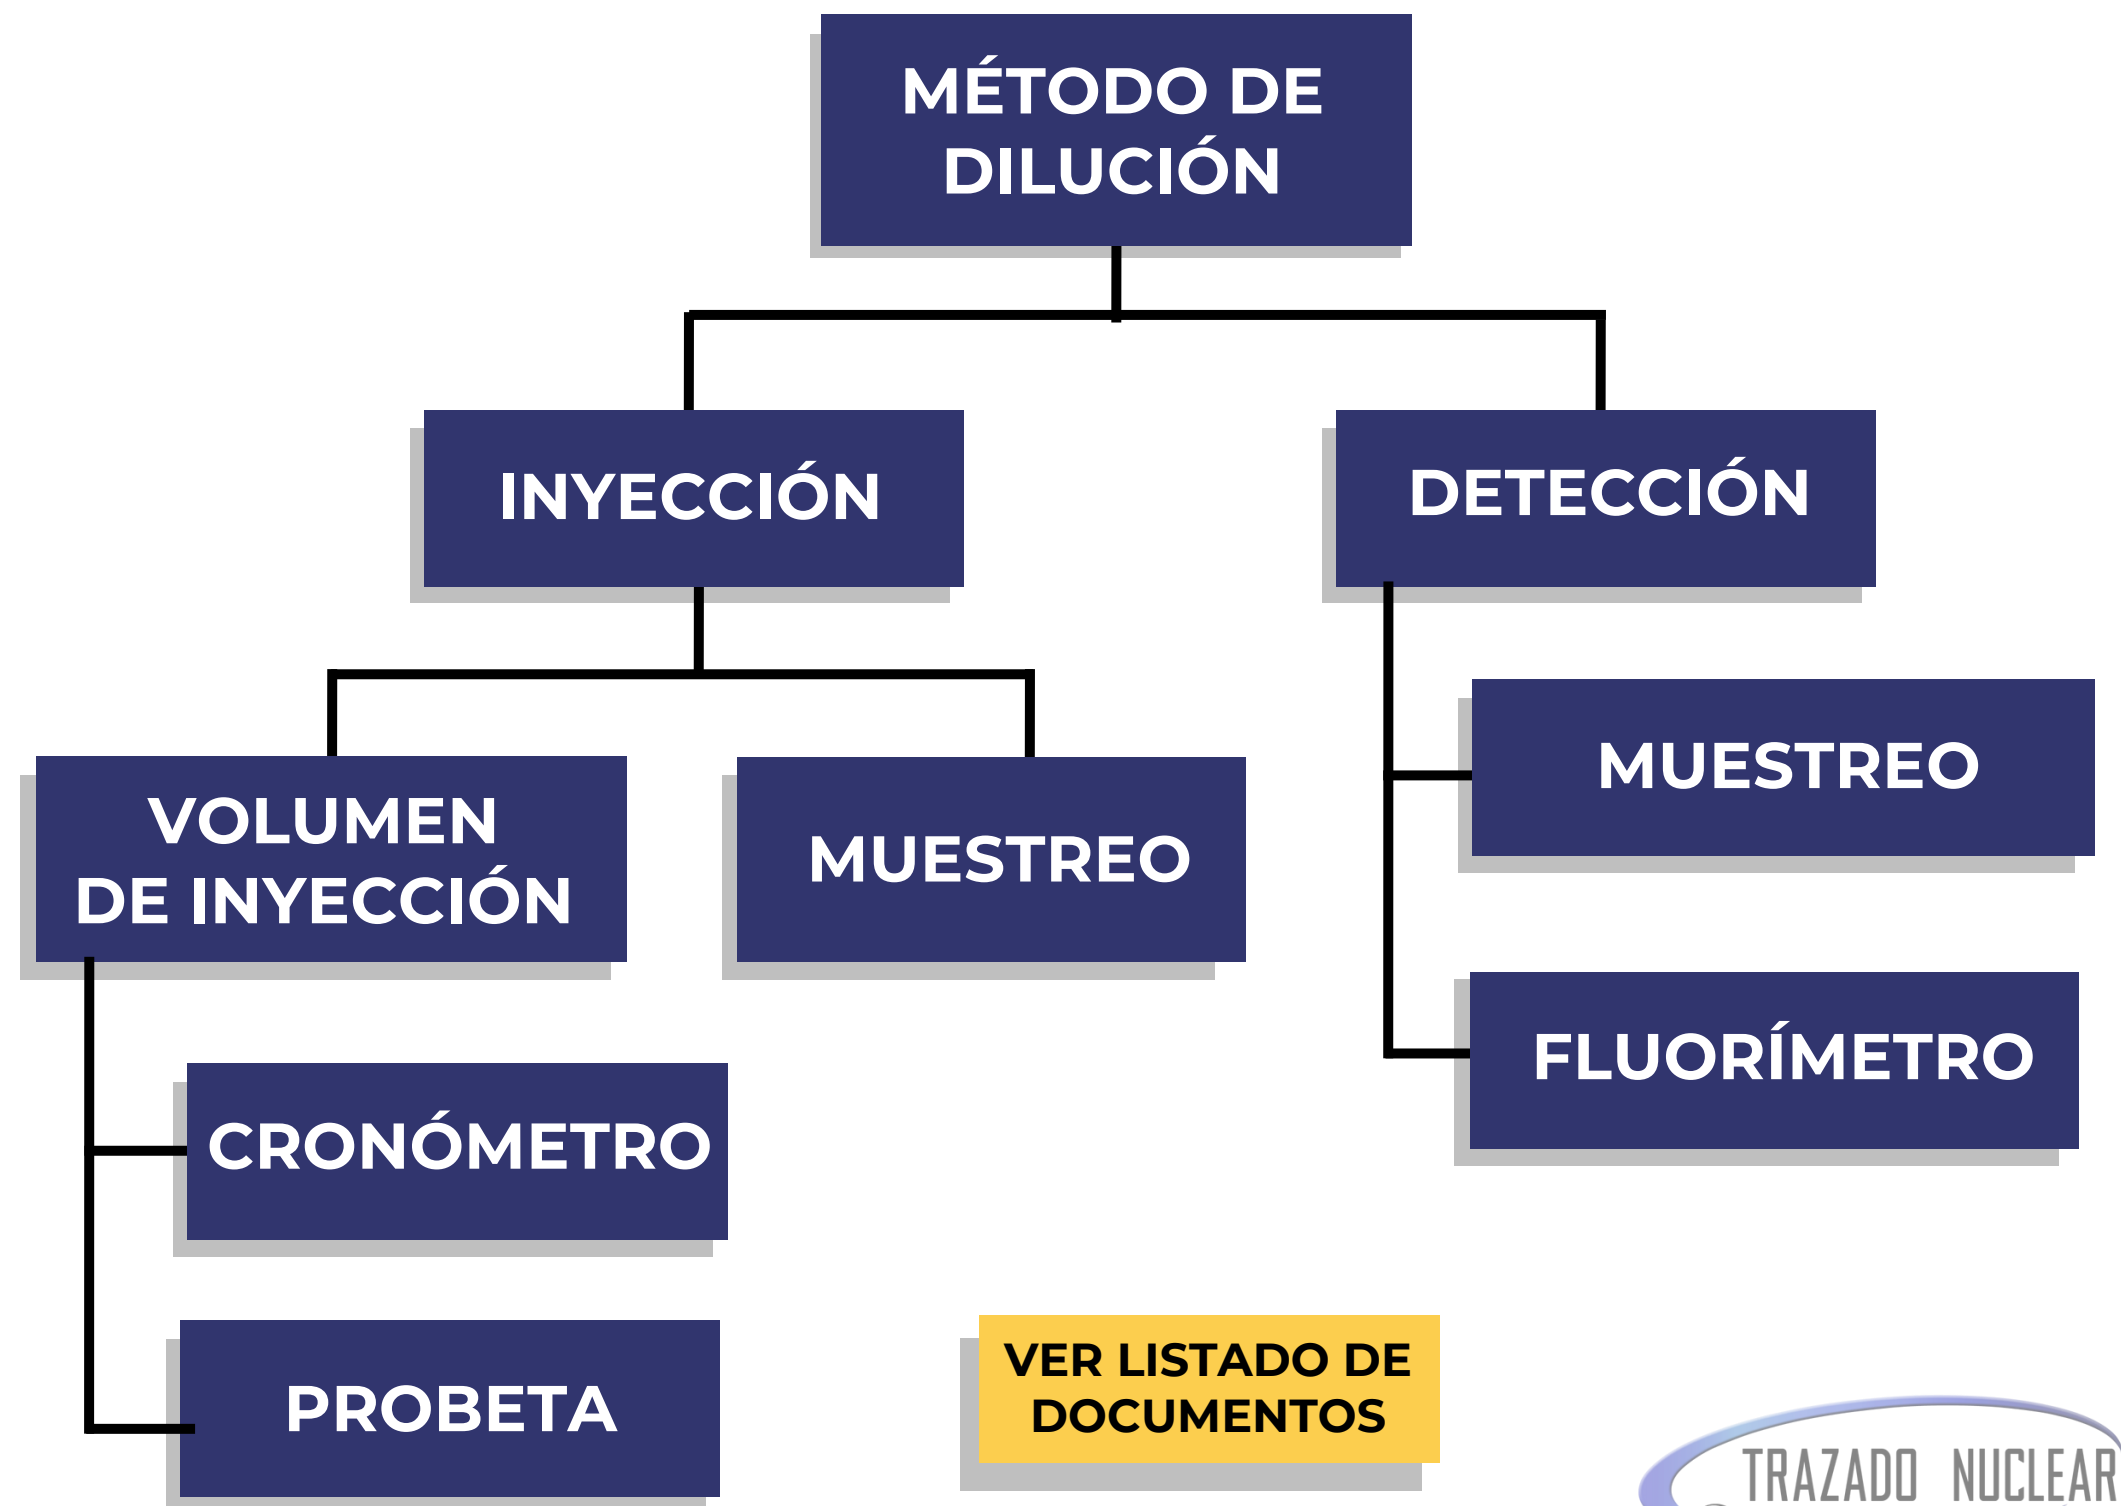 MÉTODO DE
DILUCIÓN
INYECCIÓN
DETECCIÓN
VOLUMEN
DE INYECCIÓN
MUESTREO
MUESTREO
FLUORÍMETRO
CRONÓMETRO
PROBETA
VER LISTADO DE
DOCUMENTOS
TRAZADO NUCLEAR